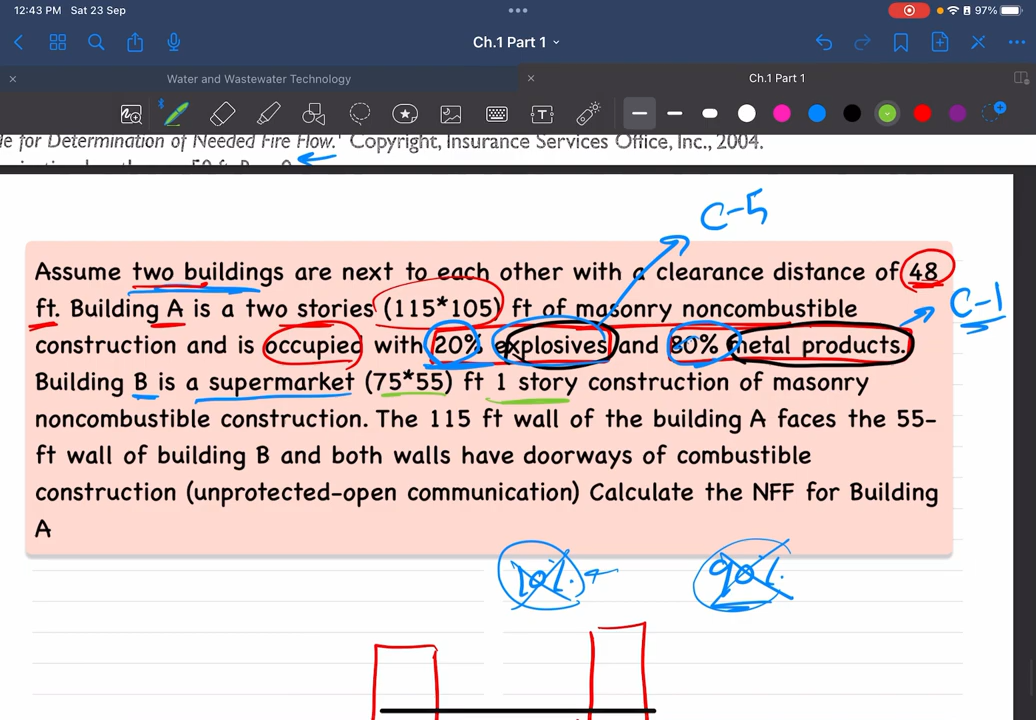 12:43 PM Sat 23 Sep
97%
Ch.1 Part 1
Water and Wastewater Technology
Ch.1 Part 1
le for Determination of Needed Fire Flow.' Copyright, Insurance Services Office, Inc., 2004.
C-5
Assume two buildings are next to each other with a clearance distance of 48
ft. Building A is a two stories (115*105) ft of masonry noncombustible
C-1
construction and is occupied with 20% explosives and 80% metal products.
Building B is a supermarket (75*55) ft 1 story construction of masonry
noncombustible construction. The 115 ft wall of the building A faces the 55-
ft wall of building B and both walls have doorways of combustible
construction (unprotected-open communication) Calculate the NFF for Building
A
10%. 90%.